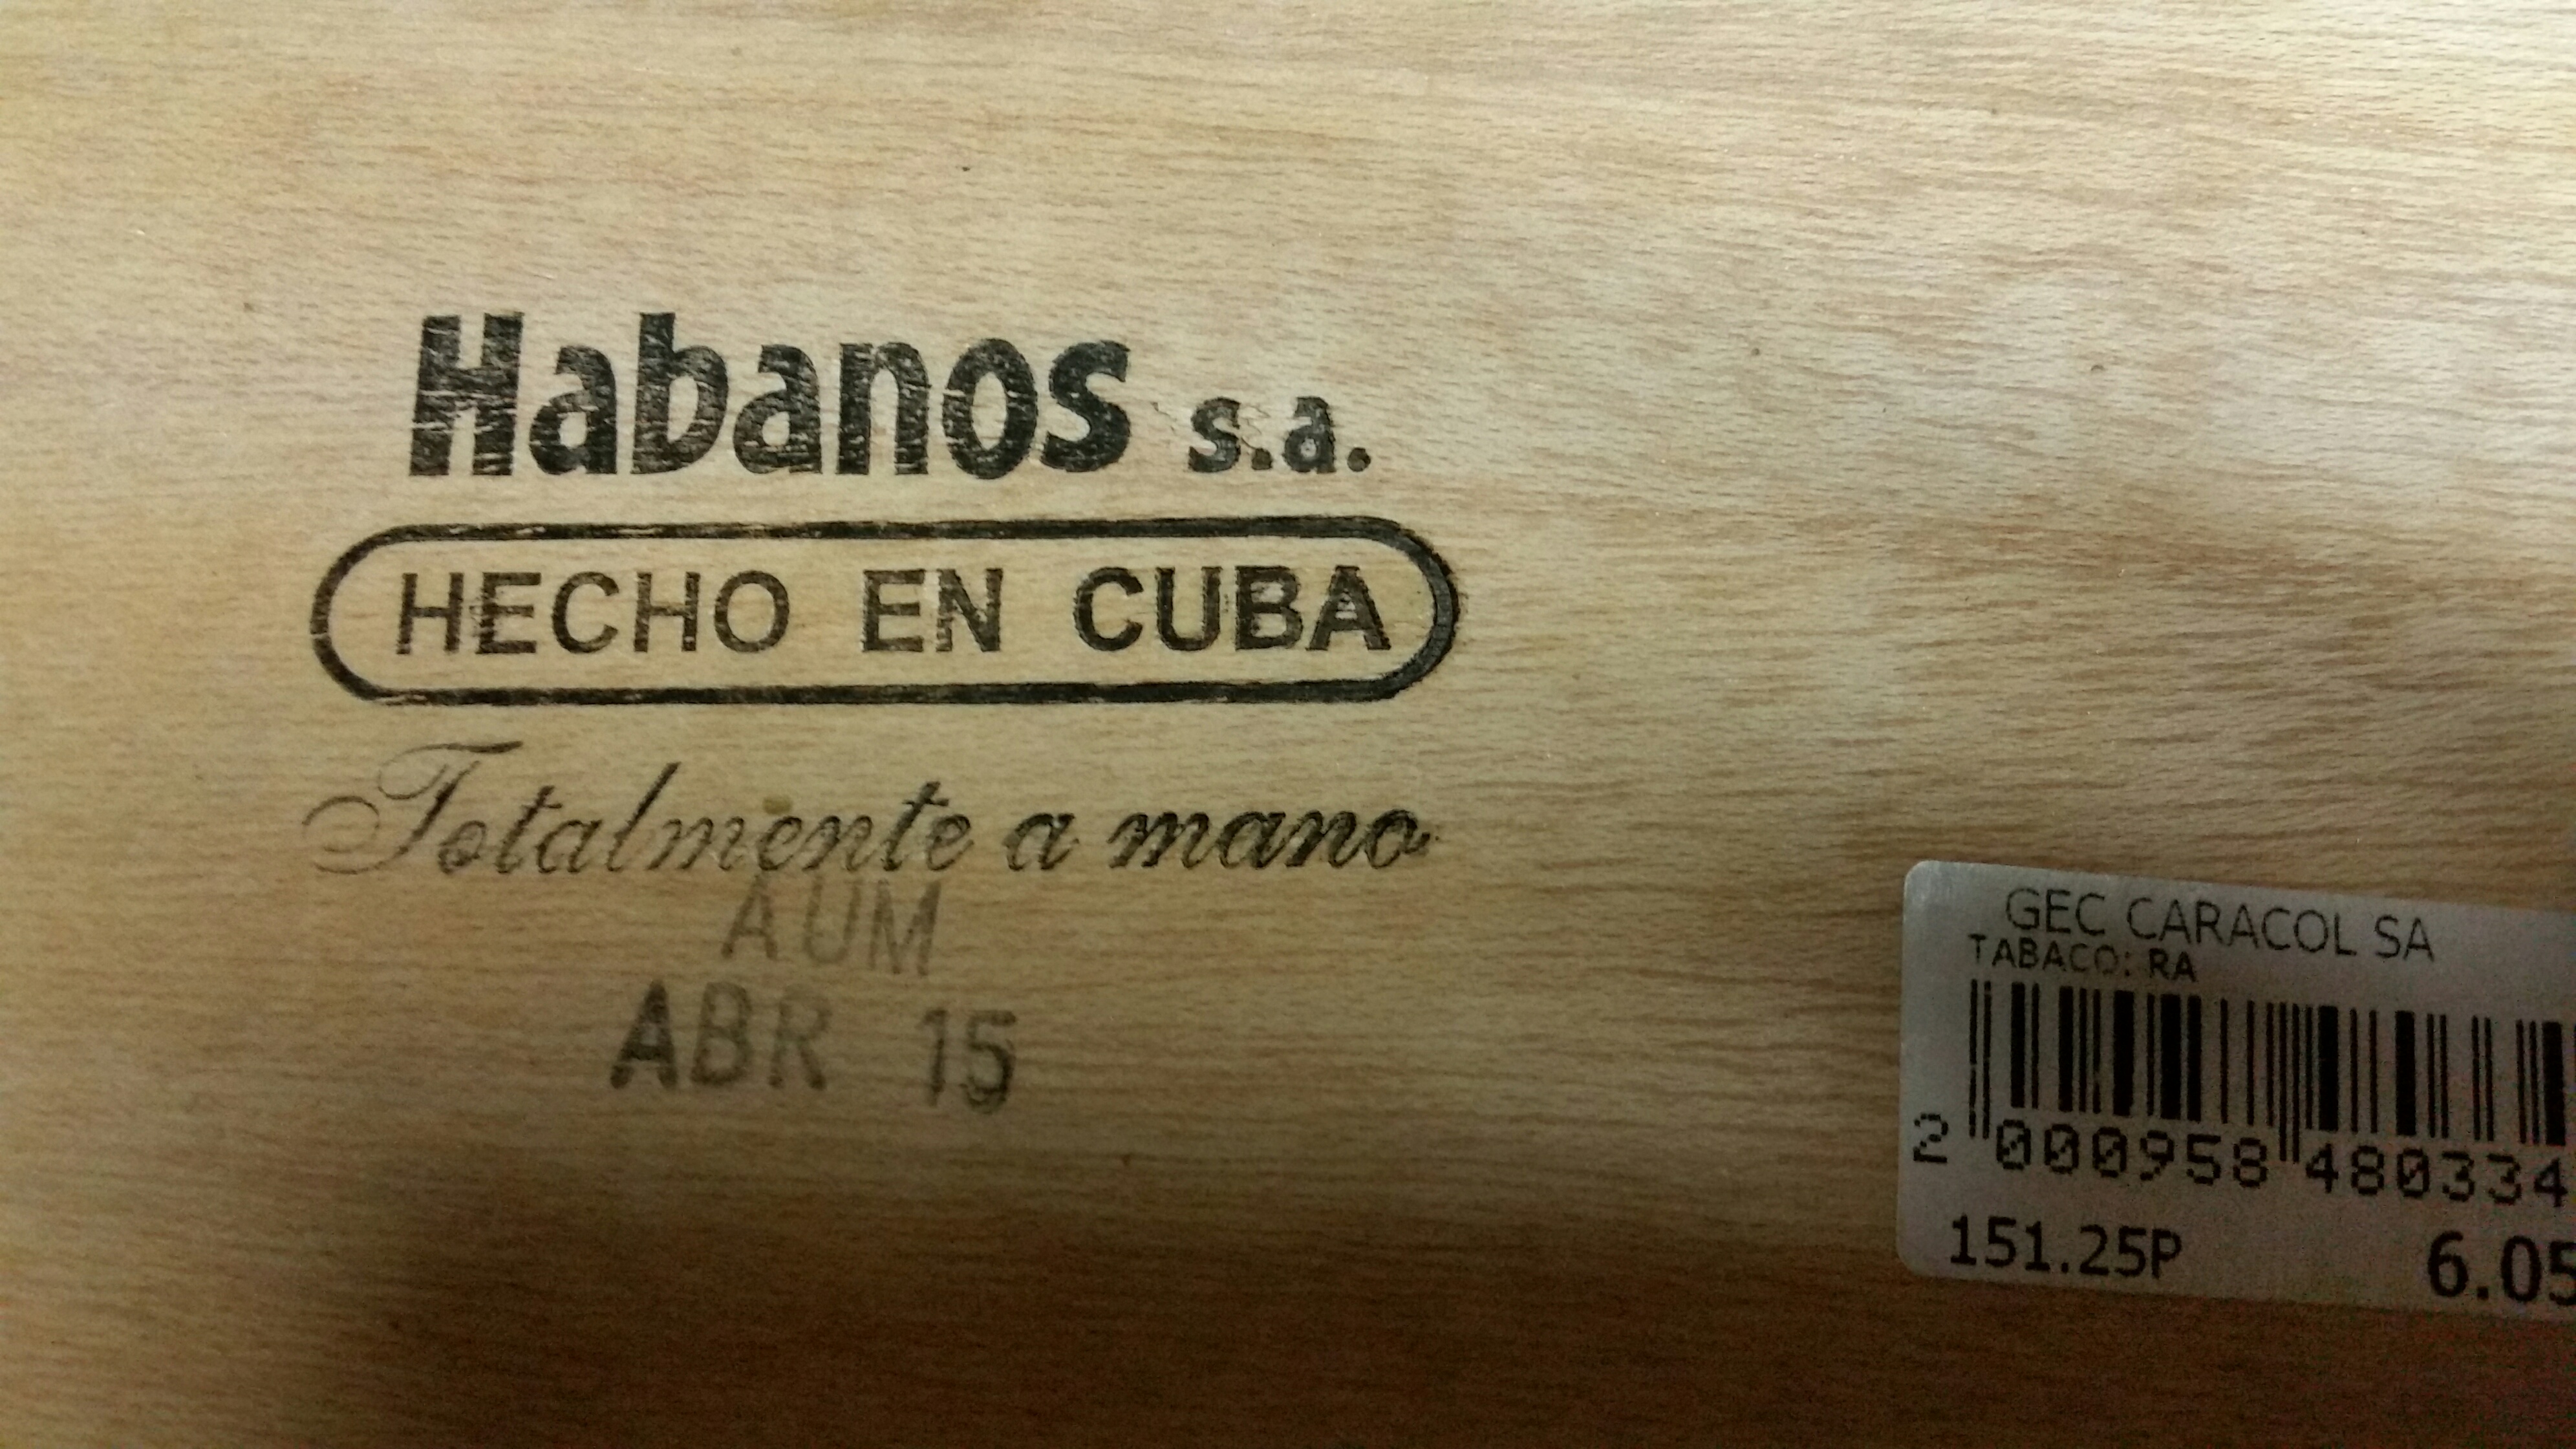 Habanos s.a.
HECHO EN CUBA
Totalmente a mano
AUM
ABR 15
GEC CARACOL SA
TABACO: RA
2 000958 480334
151.25P 6.05